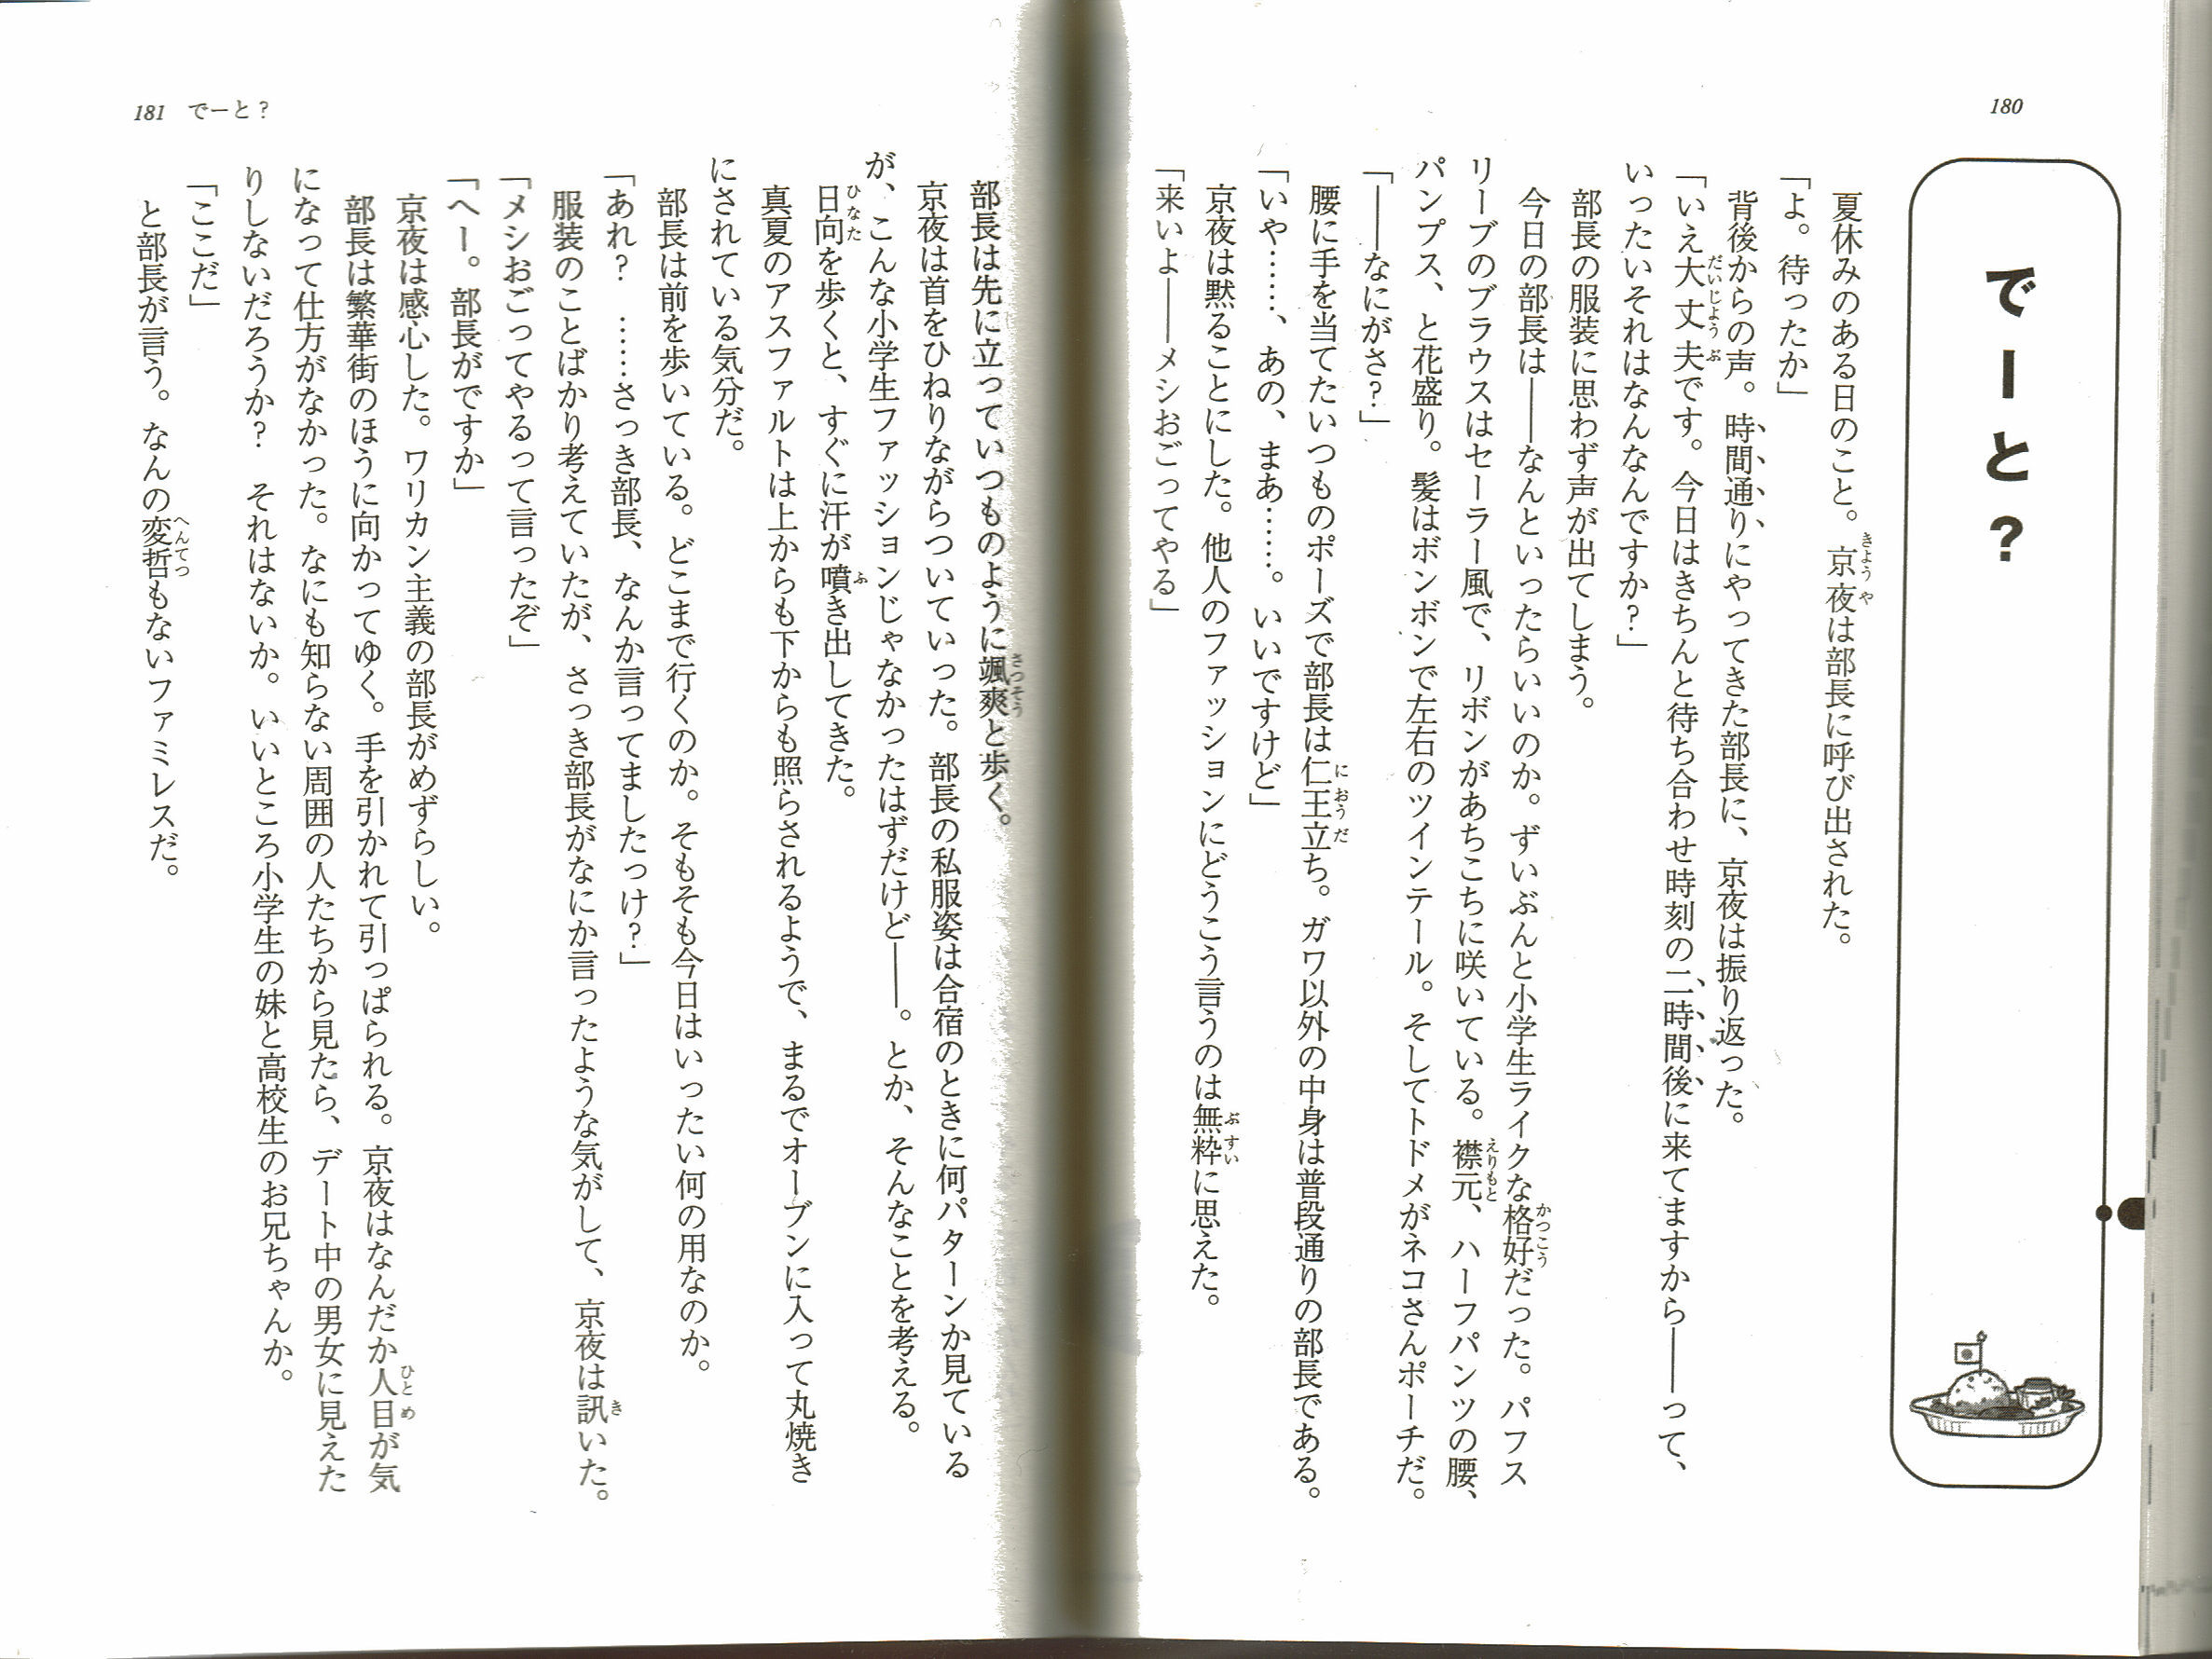 180
でーと?
夏休みのある日のこと。京夜は部長に呼び出された。
「よ。待ったか」
背後からの声。時間通りにやってきた部長に、京夜は振り返った。
「いえ大丈夫です。今日はきちんと待ち合わせ時刻の二時間後に来てますから――って、
いったいそれはなんなんですか?」
部長の服装に思わず声が出てしまう。
今日の部長は――なんといったらいいのか。ずいぶんと小学生ライクな格好だった。パフス
リーブのブラウスはセーラー風で、リボンがあちこちに咲いている。襟元、ハーフパンツの腰、
パンプス、と花盛り。髪はボンボンで左右のツインテール。そしてトドメがネコさんポーチだ。
「――なにがさ?」
腰に手を当てたいつものポーズで部長は仁王立ち。ガワ以外の中身は普段通りの部長である。
「いや……、あの、まあ……。いいですけど」
京夜は黙ることにした。他人のファッションにどうこう言うのは無粋に思えた。
「来いよ――メシおごってやる」
部長は先に立っていつものように颯爽と歩く。
京夜は首をひねりながらついていった。部長の私服姿は合宿のときに何パターンか見ている
が、こんな小学生ファッションじゃなかったはずだけど――。とか、そんなことを考える。
日向を歩くと、すぐに汗が噴き出してきた。
真夏のアスファルトは上からも下からも照らされるようで、まるでオーブンに入って丸焼き
にされている気分だ。
部長は前を歩いている。どこまで行くのか。そもそも今日はいったい何の用なのか。
「あれ? ……さっき部長、なんか言ってましたっけ?」
服装のことばかり考えていたが、さっき部長がなにか言ったような気がして、京夜は訊いた。
「メシおごってやるって言ったぞ」
「へー。部長がですか」
京夜は感心した。ワリカン主義の部長がめずらしい。
部長は繁華街のほうに向かってゆく。手を引かれて引っぱられる。京夜はなんだか人目が気
になって仕方がなかった。なにも知らない周囲の人たちから見たら、デート中の男女に見えた
りしないだろうか? それはないか。いいところ小学生の妹と高校生のお兄ちゃんか。
「ここだ」
と部長が言う。なんの変哲もないファミレスだ。
181 でーと?